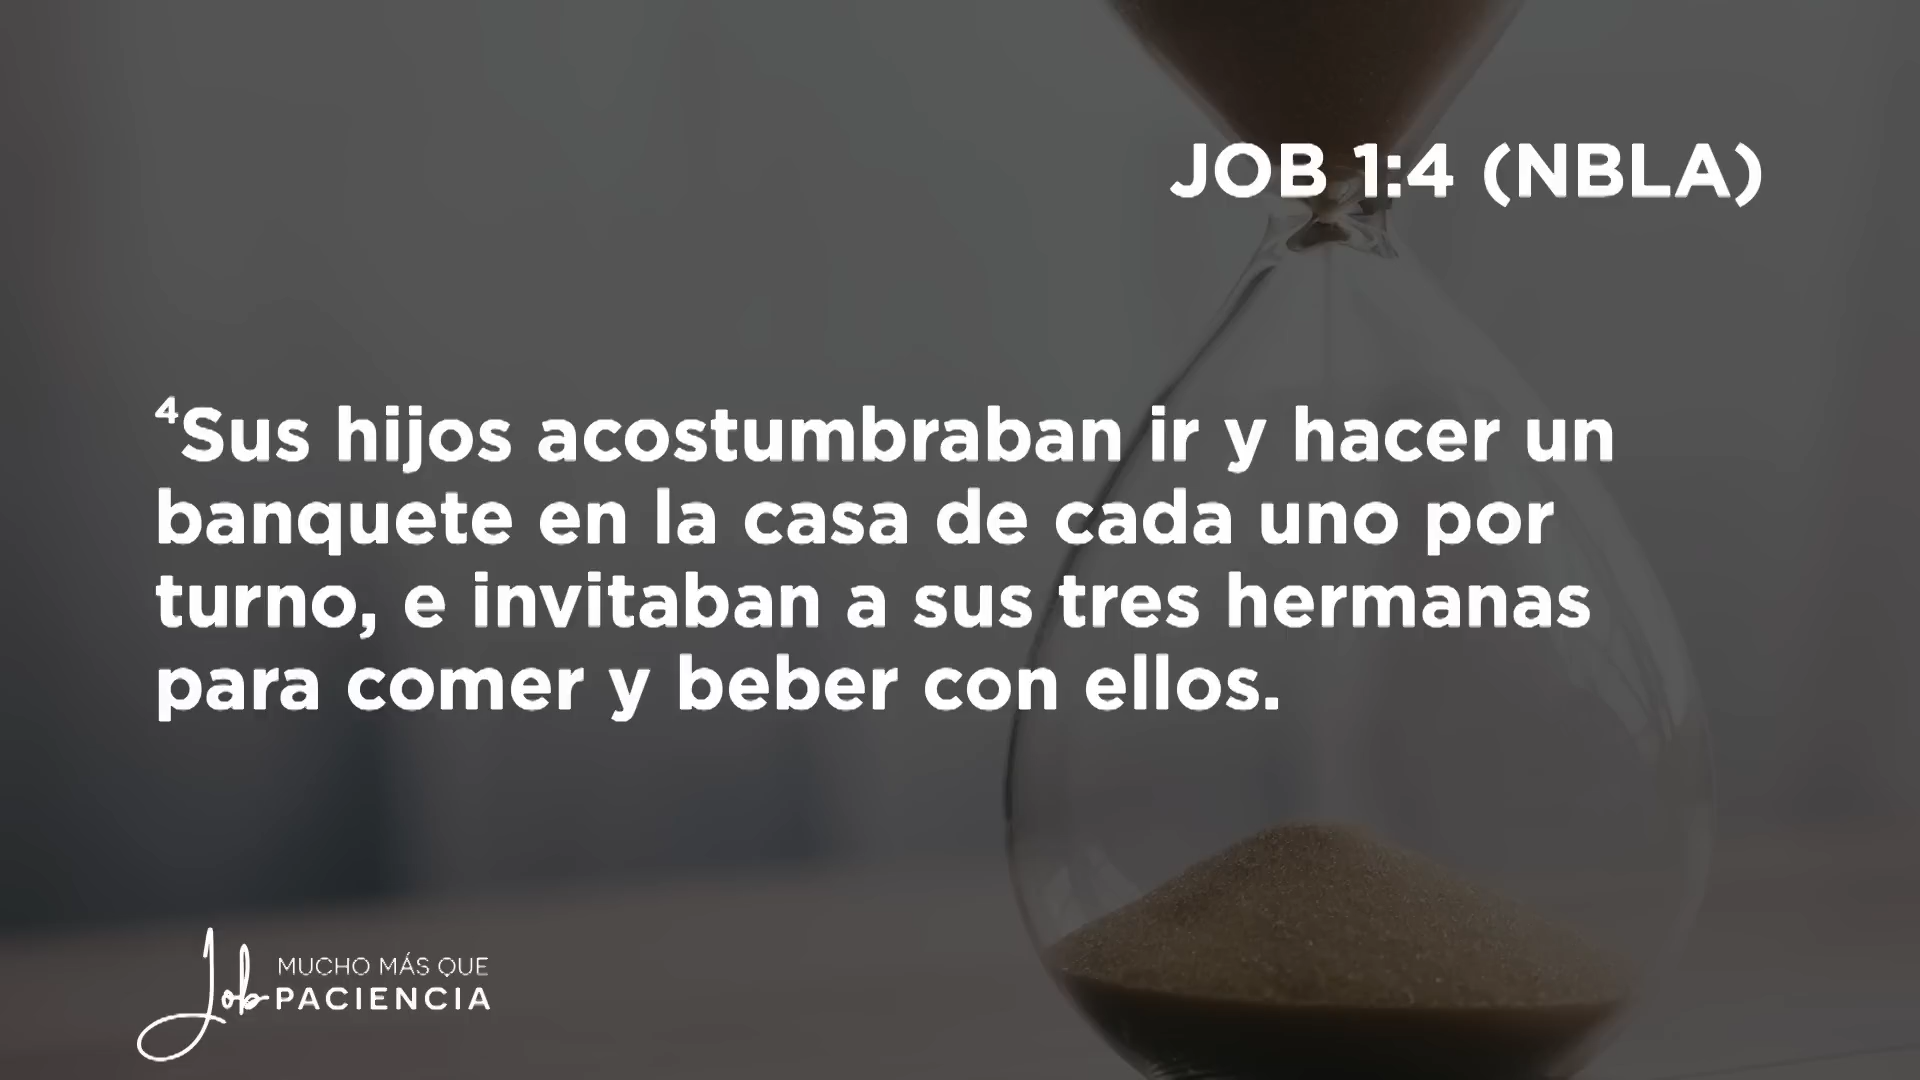 JOB 1:4 (NBLA)
⁴Sus hijos acostumbraban ir y hacer un
banquete en la casa de cada uno por
turno, e invitaban a sus tres hermanas
para comer y beber con ellos.
Job
MUCHO MÁS QUE
PACIENCIA